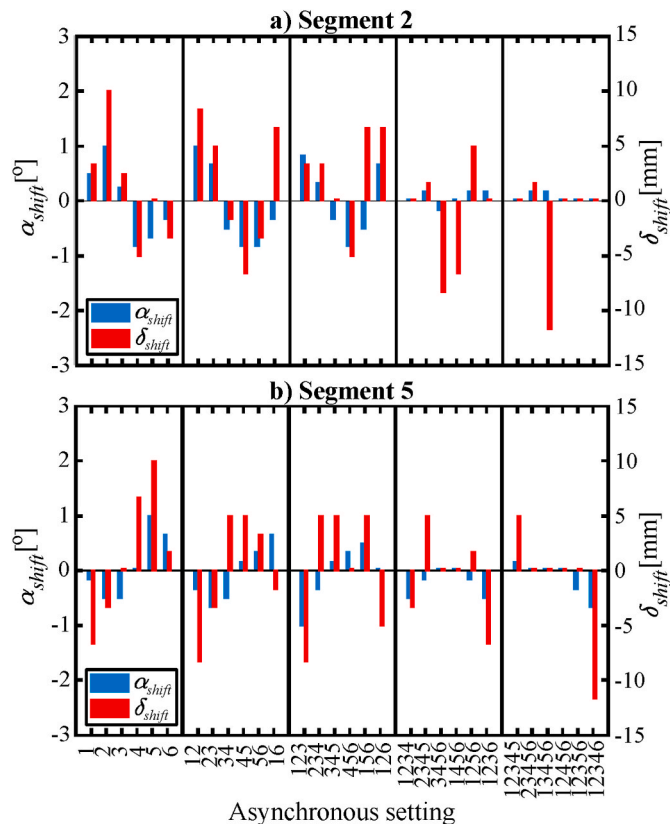 a) Segment 2
3
2
1
0
-1
-2
-3
α_shift[º]
15
10
5
0
-5
-10
-15
δ_shift [mm]
α_shift
δ_shift
b) Segment 5
3
2
1
0
-1
-2
-3
α_shift[º]
15
10
5
0
-5
-10
-15
δ_shift [mm]
α_shift
δ_shift
1 2 3 4 5 6 12 23 34 45 56 16 123 234 345 456 156 126 1234 2345 3456 1456 1256 1236 12345 23456 13456 12456 12356 12346
Asynchronous setting